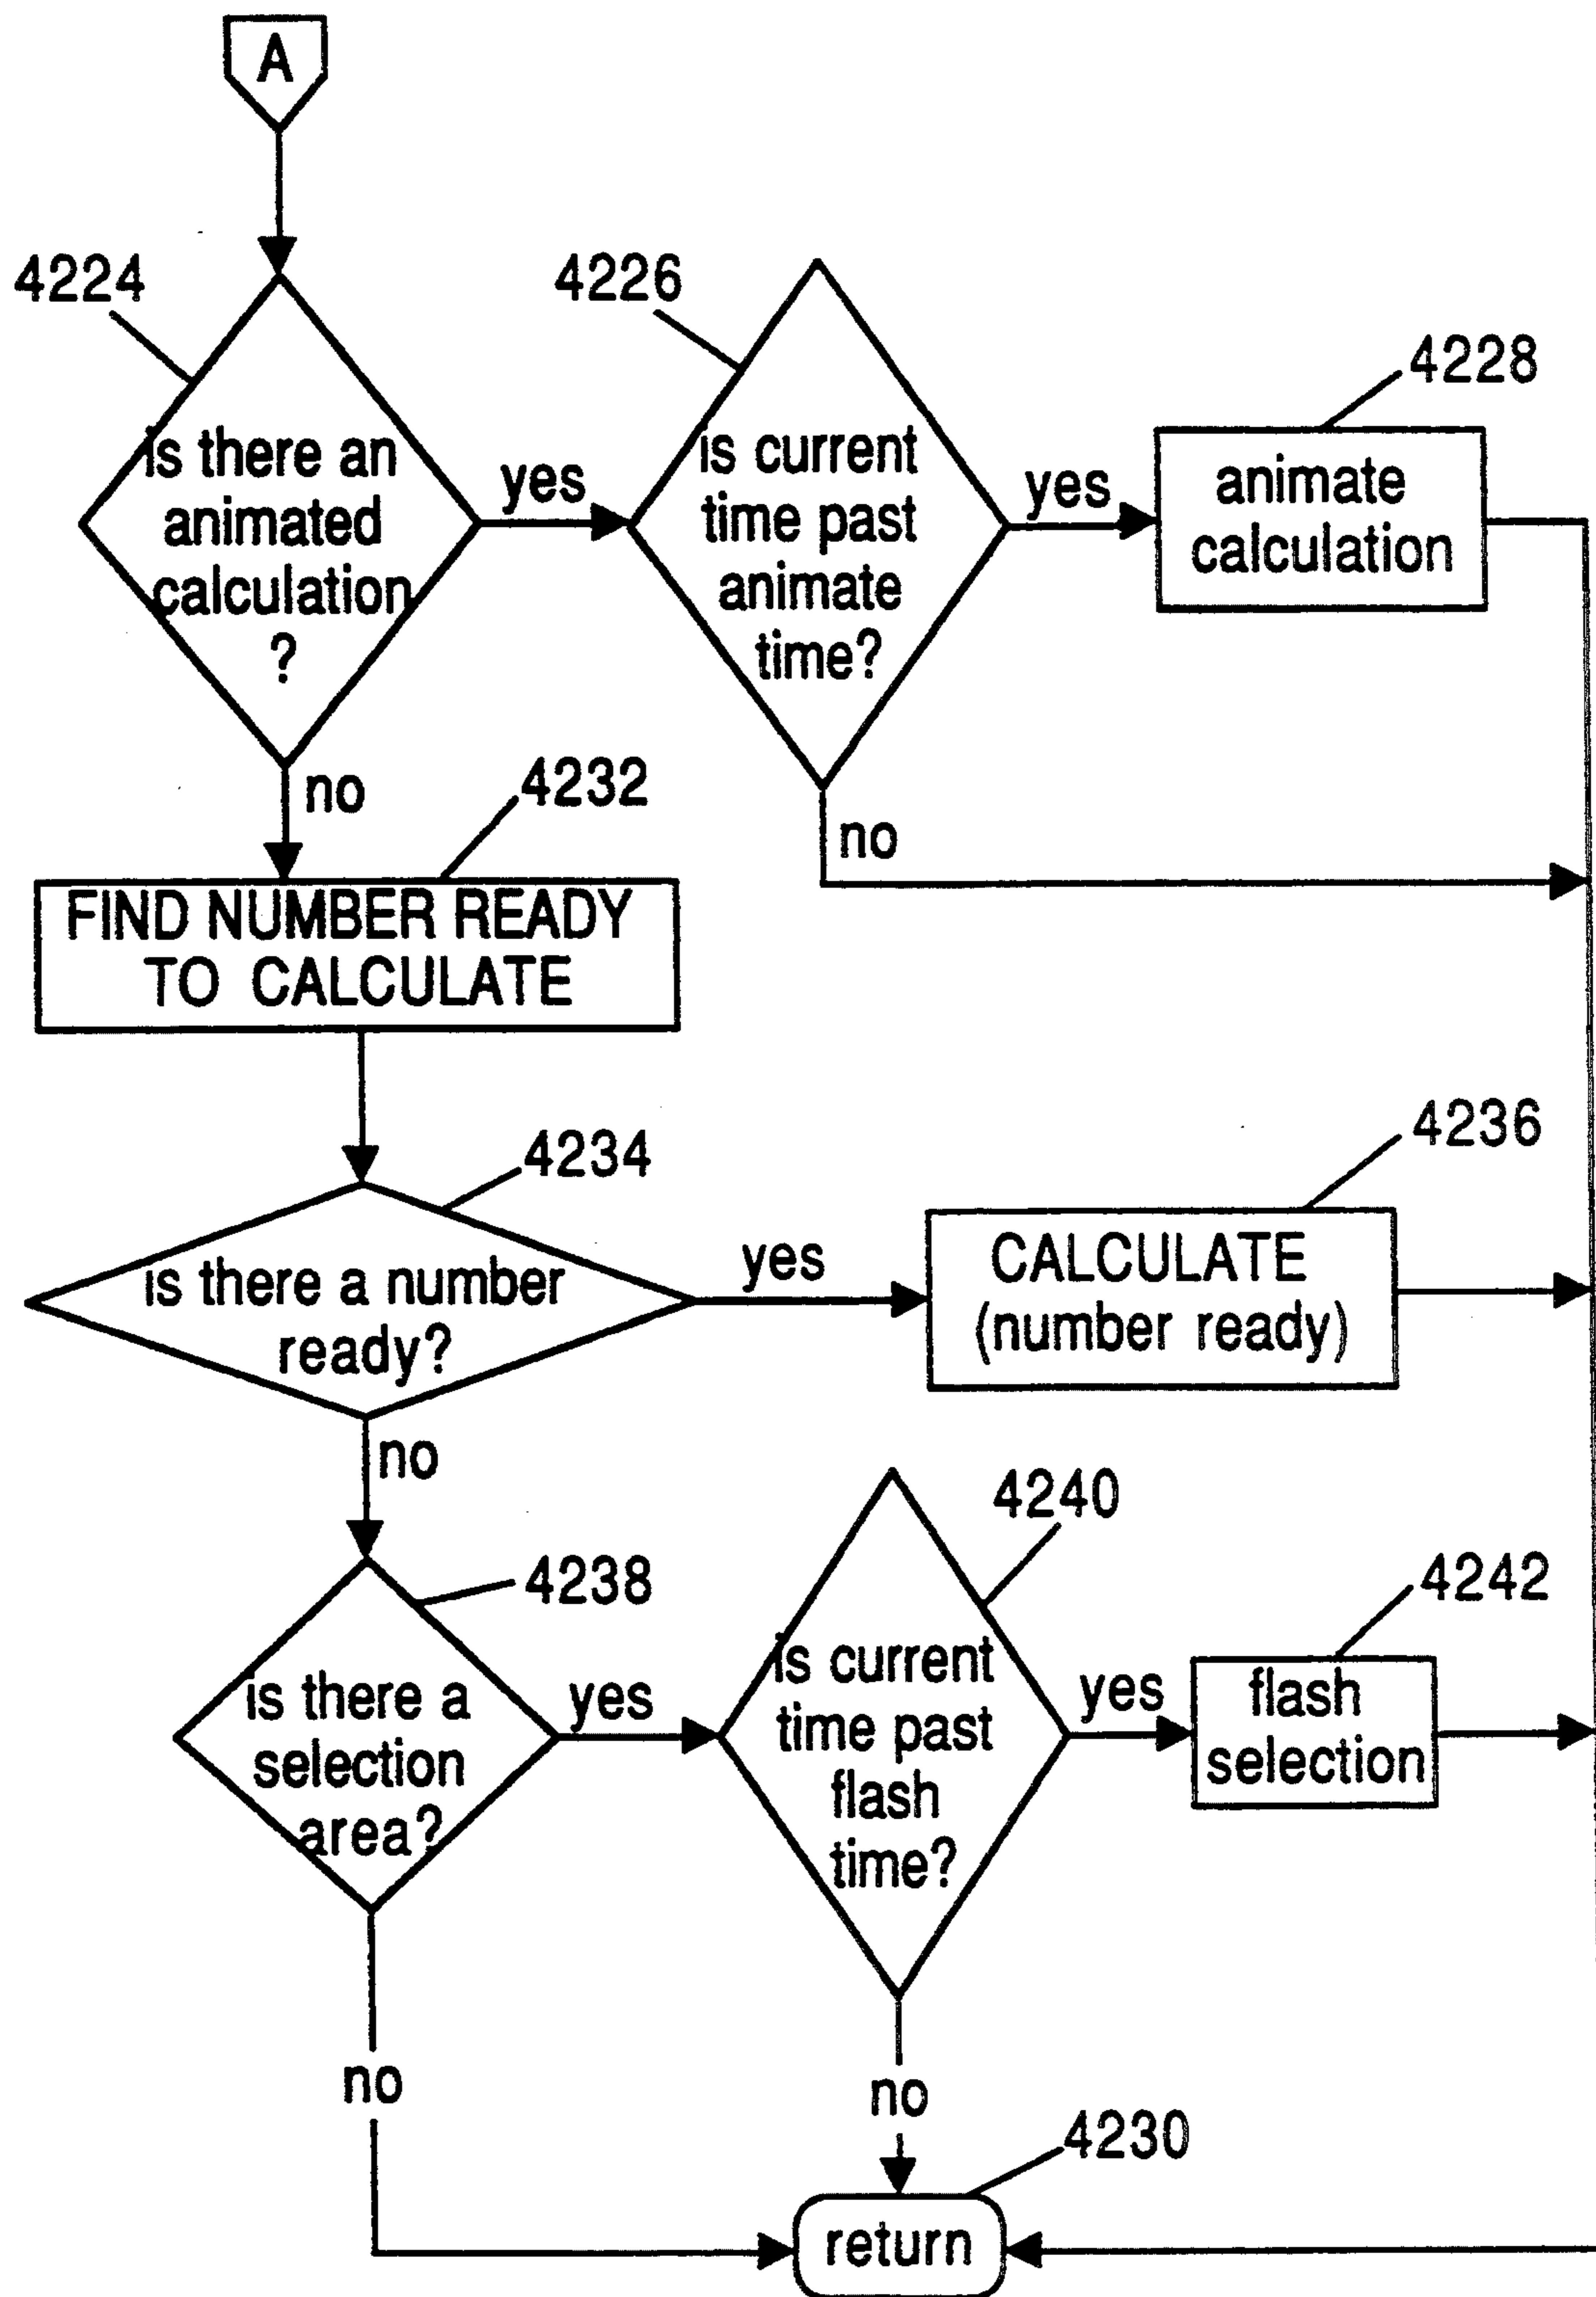 A
4224
is there an
animated
calculation
?
yes
4226
is current
time past
animate
time?
yes
4228
animate
calculation
no
no
4232
FIND NUMBER READY
TO CALCULATE
4234
is there a number
ready?
yes
4236
CALCULATE
(number ready)
no
4238
is there a
selection
area?
yes
4240
is current
time past
flash
time?
yes
4242
flash
selection
no
no
4230
return